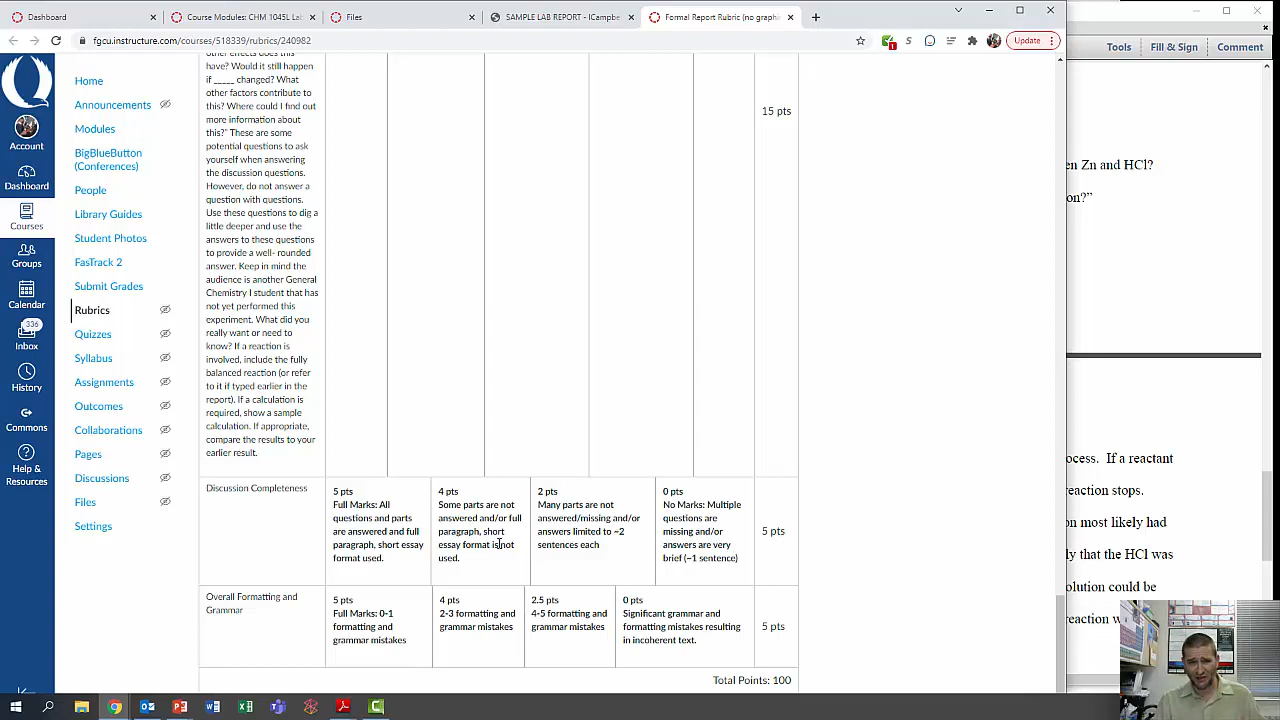 Dashboard
Course Modules: CHM 1045L Lab
Files
SAMPLE LAB REPORT - ICampbe
Formal Report Rubric (no graphi
fgcu.instructure.com/courses/518339/rubrics/240982
Update
Tools
Fill & Sign
Comment
Account
Dashboard
Courses
Groups
Calendar
336
Inbox
History
Commons
Help &
Resources
Home
Announcements
Modules
BigBlueButton
(Conferences)
People
Library Guides
Student Photos
FasTrack 2
Submit Grades
Rubrics
Quizzes
Syllabus
Assignments
Outcomes
Collaborations
Pages
Discussions
Files
Settings
other effects does this
have? Would it still happen
if _____ changed? What
other factors contribute to
this? Where could I find out
more information about
this?" These are some
potential questions to ask
yourself when answering
the discussion questions.
However, do not answer a
question with questions.
Use these questions to dig a
little deeper and use the
answers to these questions
to provide a well- rounded
answer. Keep in mind the
audience is another General
Chemistry I student that has
not yet performed this
experiment. What did you
really want or need to
know? If a reaction is
involved, include the fully
balanced reaction (or refer
to it if typed earlier in the
report). If a calculation is
required, show a sample
calculation. If appropriate,
compare the results to your
earlier result.
15 pts
Discussion Completeness
5 pts
Full Marks: All
questions and parts
are answered and full
paragraph, short essay
format used.
4 pts
Some parts are not
answered and/or full
paragraph, short
essay format is not
used.
2 pts
Many parts are not
answered/missing and/or
answers limited to ~2
sentences each
0 pts
No Marks: Multiple
questions are
missing and/or
answers are very
brief (~1 sentence)
5 pts
Overall Formatting and
Grammar
5 pts
Full Marks: 0-1
formatting and
grammar mistakes
4 pts
2-3 formatting and
grammar mistakes
2.5 pts
4-5 formatting and
grammar mistakes
0 pts
Significant grammar and
formatting mistakes resulting
in incoherent text.
5 pts
Total Points: 100
en Zn and HCl?
on?"
ocess. If a reactant
reaction stops.
on most likely had
ly that the HCl was
olution could be
reaction w